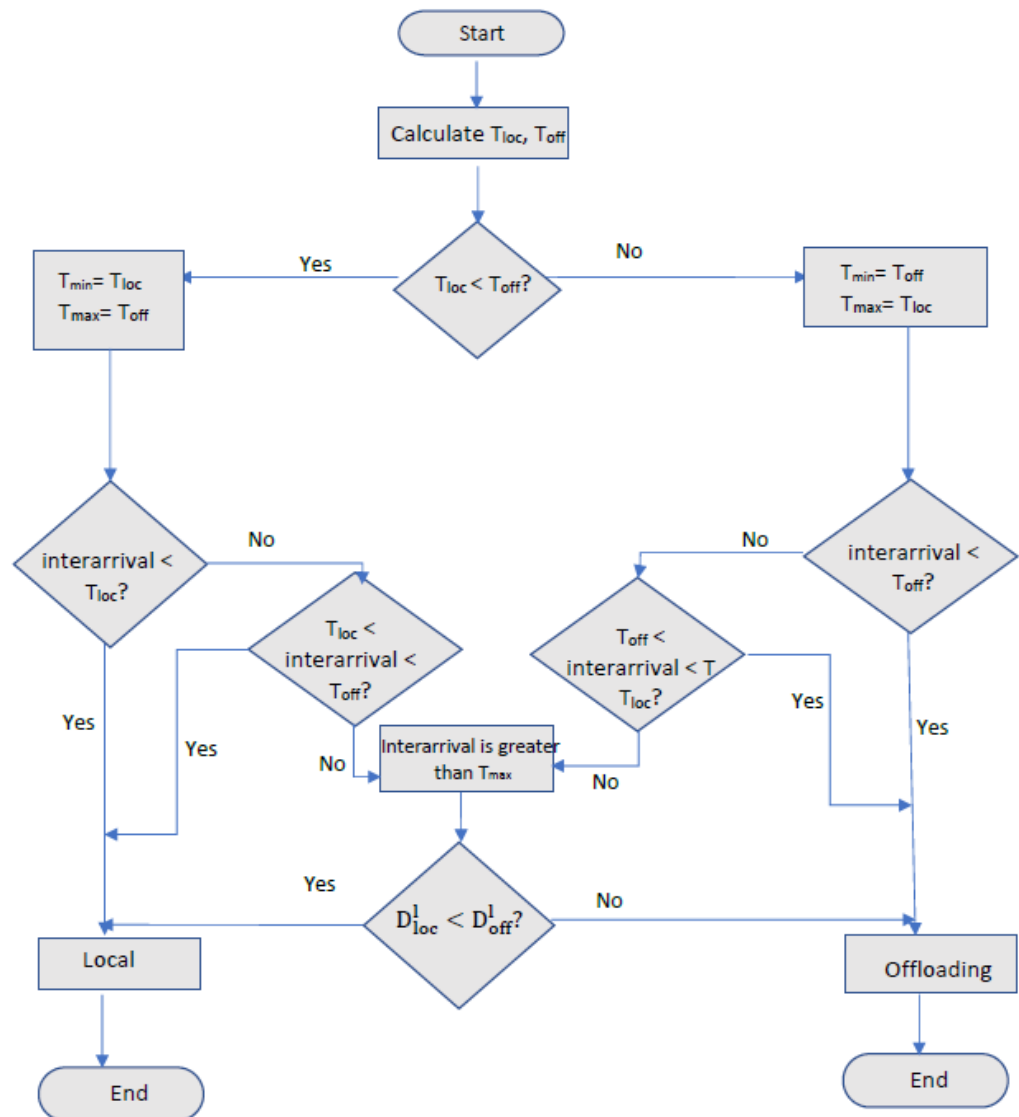 Start
Calculate Tloc, Toff
Tloc < Toff?
Yes
No
Tmin= Tloc
Tmax= Toff
Tmin= Toff
Tmax= Tloc
interarrival <
Tloc?
No
Tloc <
interarrival <
Toff?
Yes
Yes
No
interarrival <
Toff?
No
Toff <
interarrival < T
Tloc?
Yes
Yes
No
Interarrival is greater
than Tmax
D^l_loc < D^l_off?
Yes
No
Local
Offloading
End
End